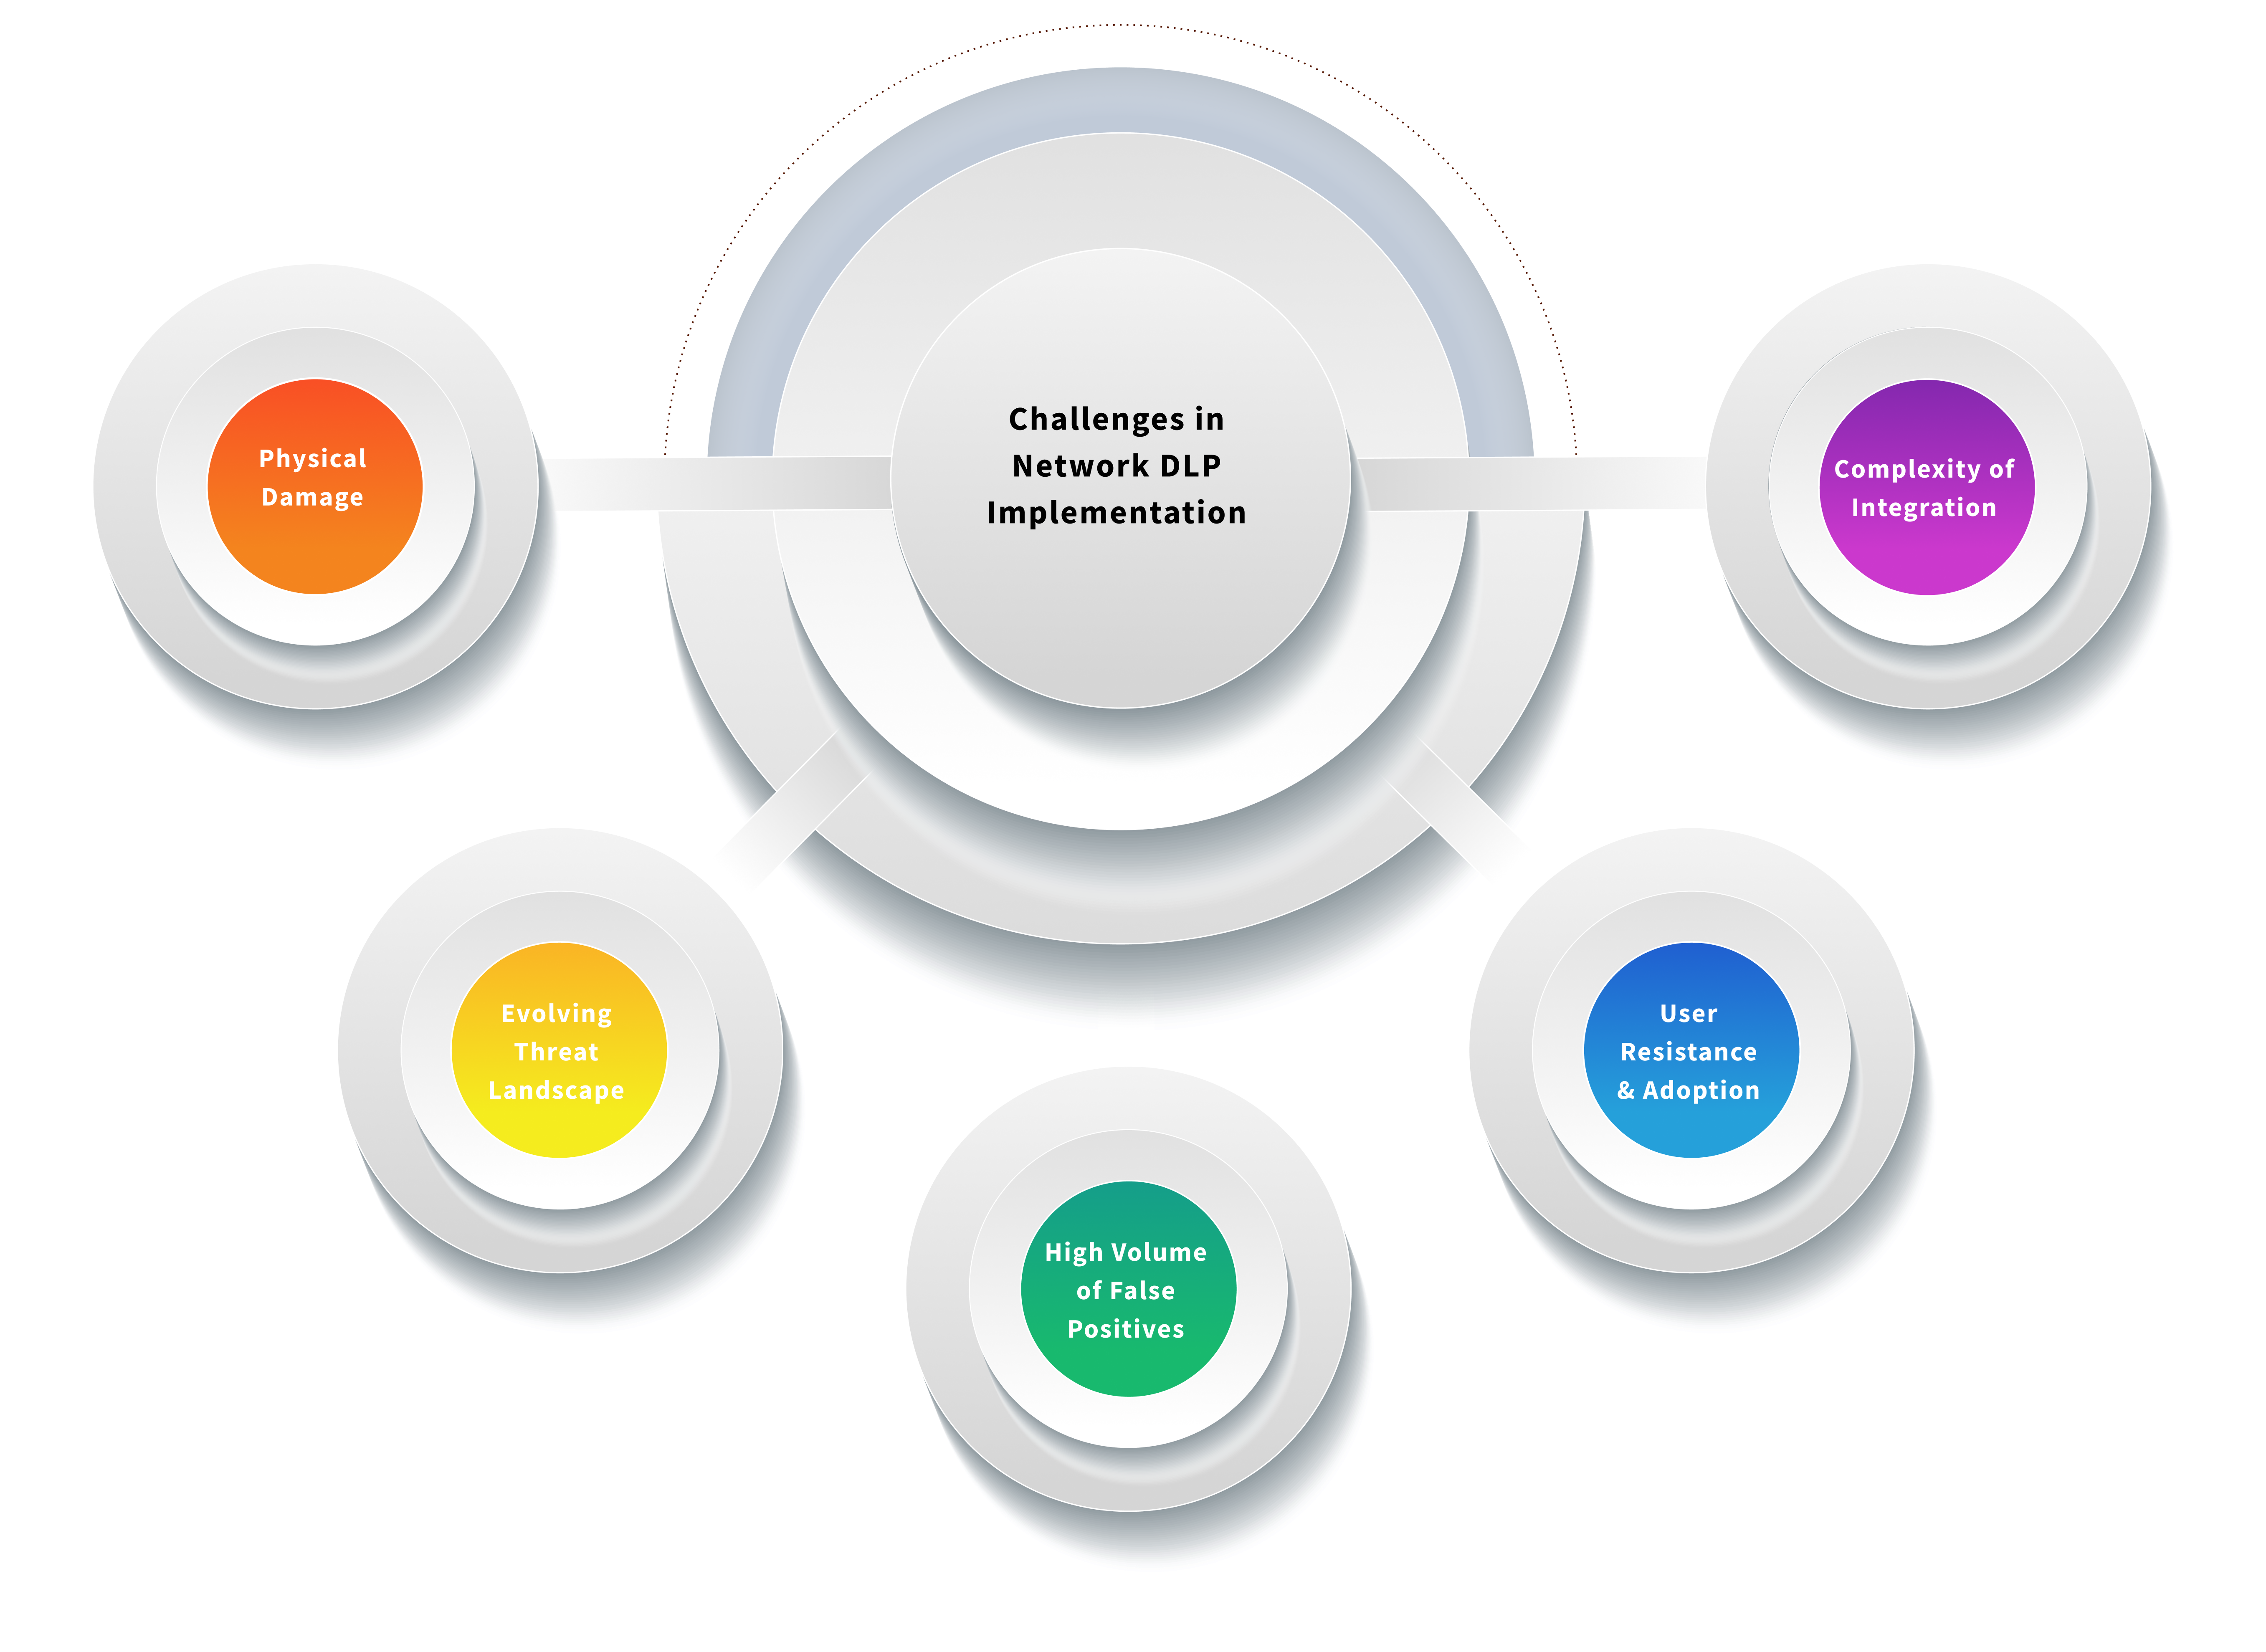 Challenges in
Network DLP
Implementation
Physical
Damage
Complexity of
Integration
Evolving
Threat
Landscape
User
Resistance
& Adoption
High Volume
of False
Positives